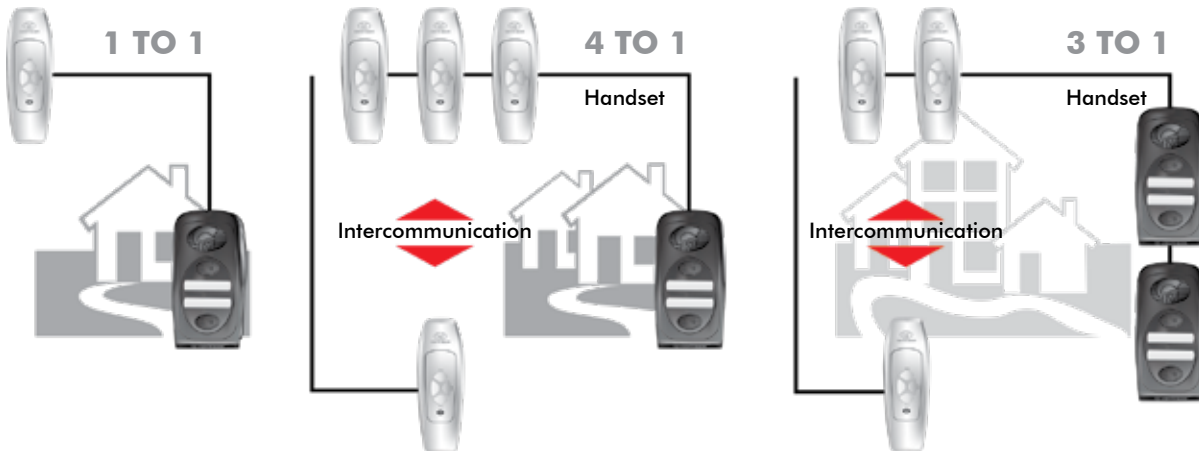 1 TO 1
4 TO 1
Handset
Intercommunication
3 TO 1
Handset
Intercommunication